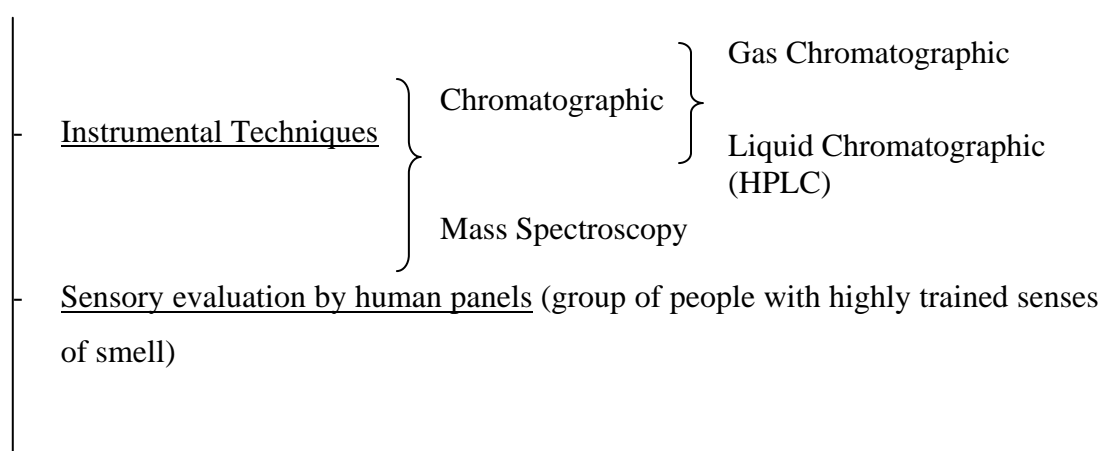 Gas Chromatographic
Chromatographic
- Instrumental Techniques
Liquid Chromatographic
(HPLC)
Mass Spectroscopy
- Sensory evaluation by human panels (group of people with highly trained senses
of smell)